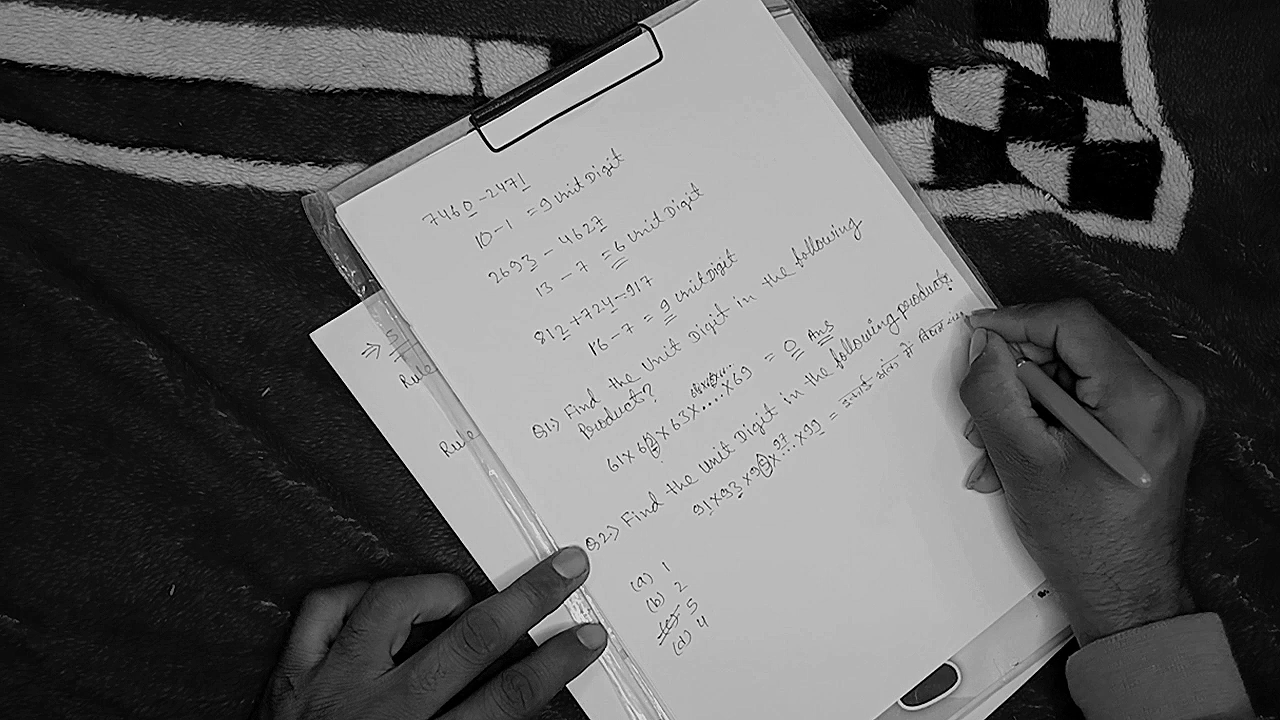 7460-2471
10-1 =9 Unit Digit
2693 - 4627
13 - 7 =6 Unit Digit
812+724-917
16-7 = 9 Unit Digit
Q1> Find the Unit Digit in the following
Products?
61 x 62 x 63 x .... x 69 = 0 Ans
Q2> Find the Unit Digit in the following products.
91 x 93 x 95 x 97 ... x 99 =
(a) 1
(b) 2
(c) 5
(d) 4
⇒ 5
Rule
Rule